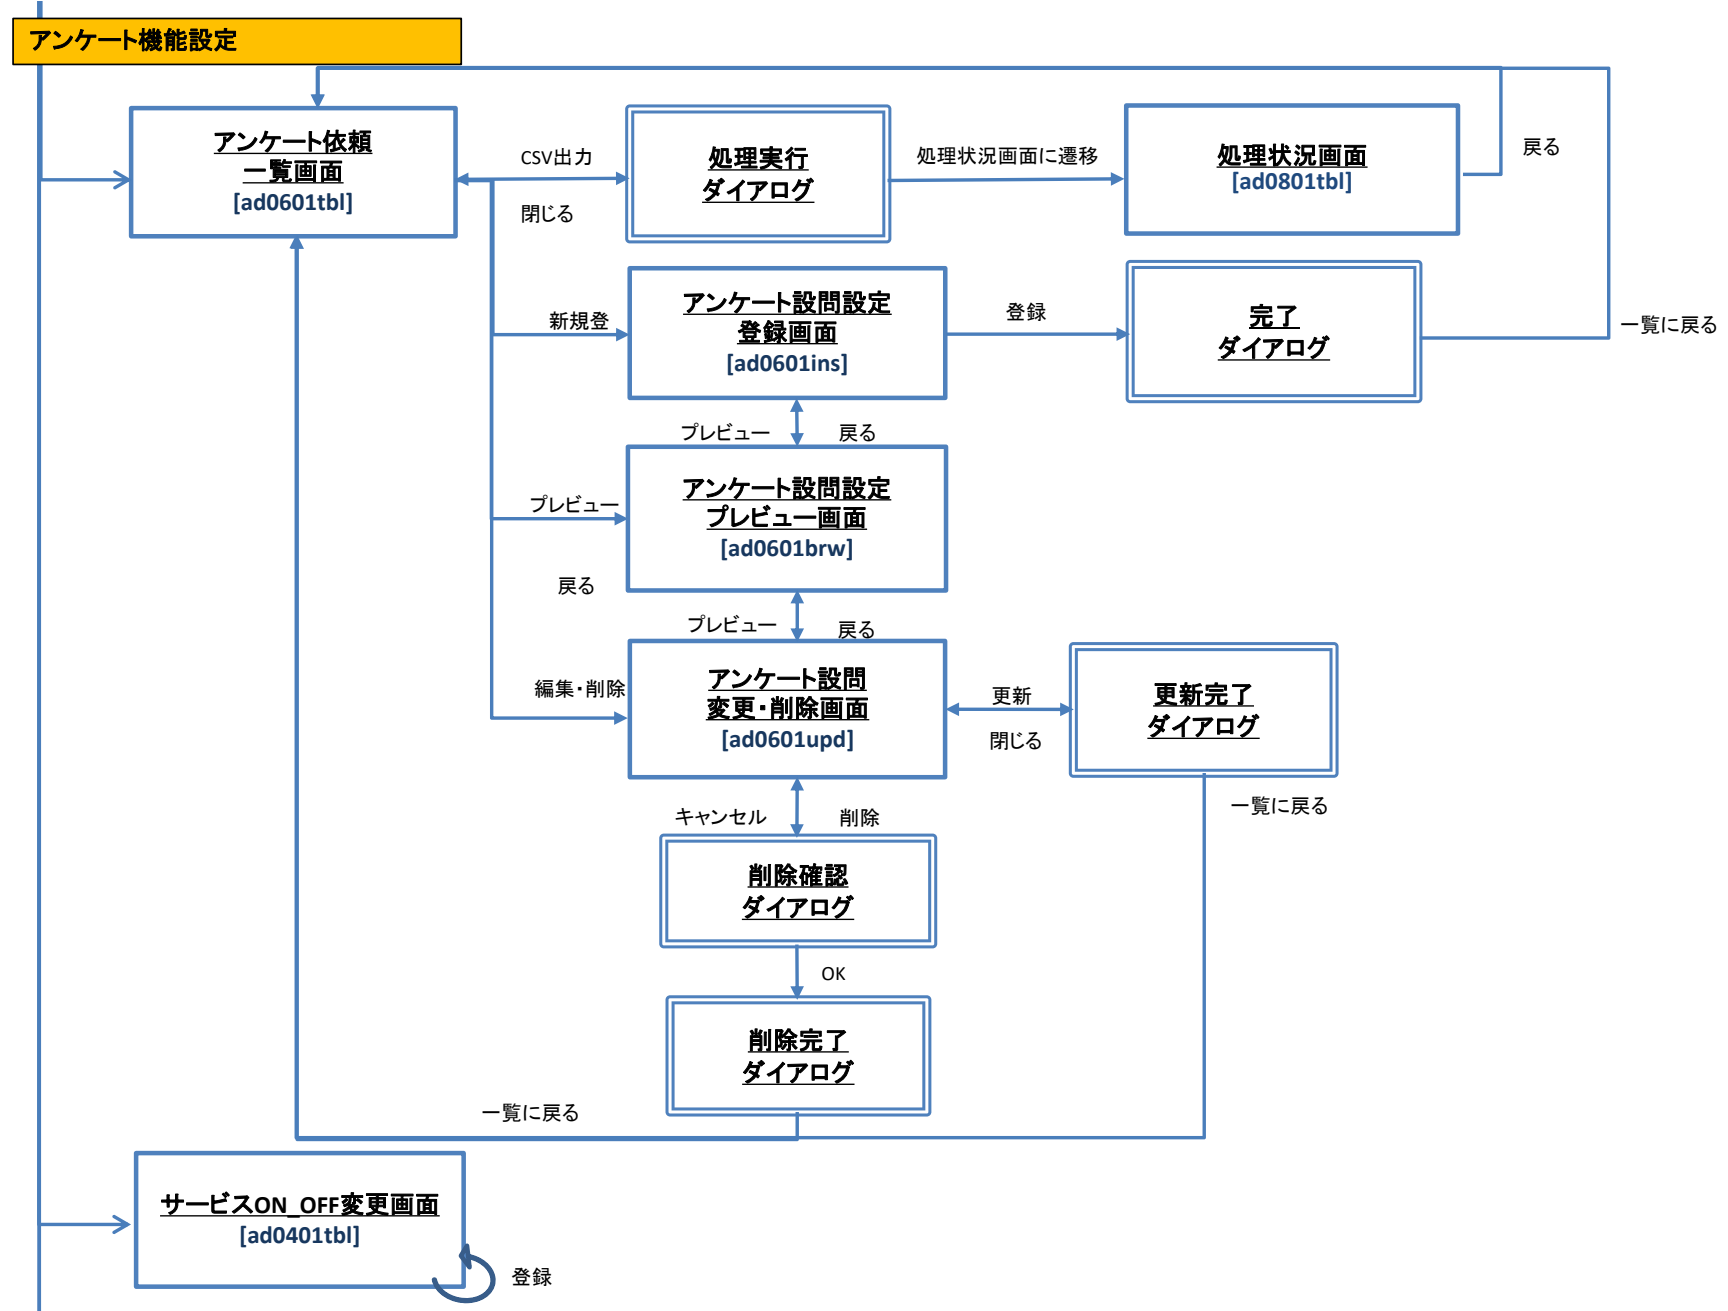 アンケート機能設定
アンケート依頼
一覧画面
[ad0601tbl]
CSV出力
閉じる
処理実行
ダイアログ
処理状況画面に遷移
処理状況画面
[ad0801tbl]
戻る
新規登
アンケート設問設定
登録画面
[ad0601ins]
登録
完了
ダイアログ
一覧に戻る
プレビュー
戻る
プレビュー
アンケート設問設定
プレビュー画面
[ad0601brw]
戻る
プレビュー
戻る
編集・削除
アンケート設問
変更・削除画面
[ad0601upd]
更新
閉じる
更新完了
ダイアログ
一覧に戻る
キャンセル
削除
削除確認
ダイアログ
OK
削除完了
ダイアログ
一覧に戻る
サービスON_OFF変更画面
[ad0401tbl]
登録